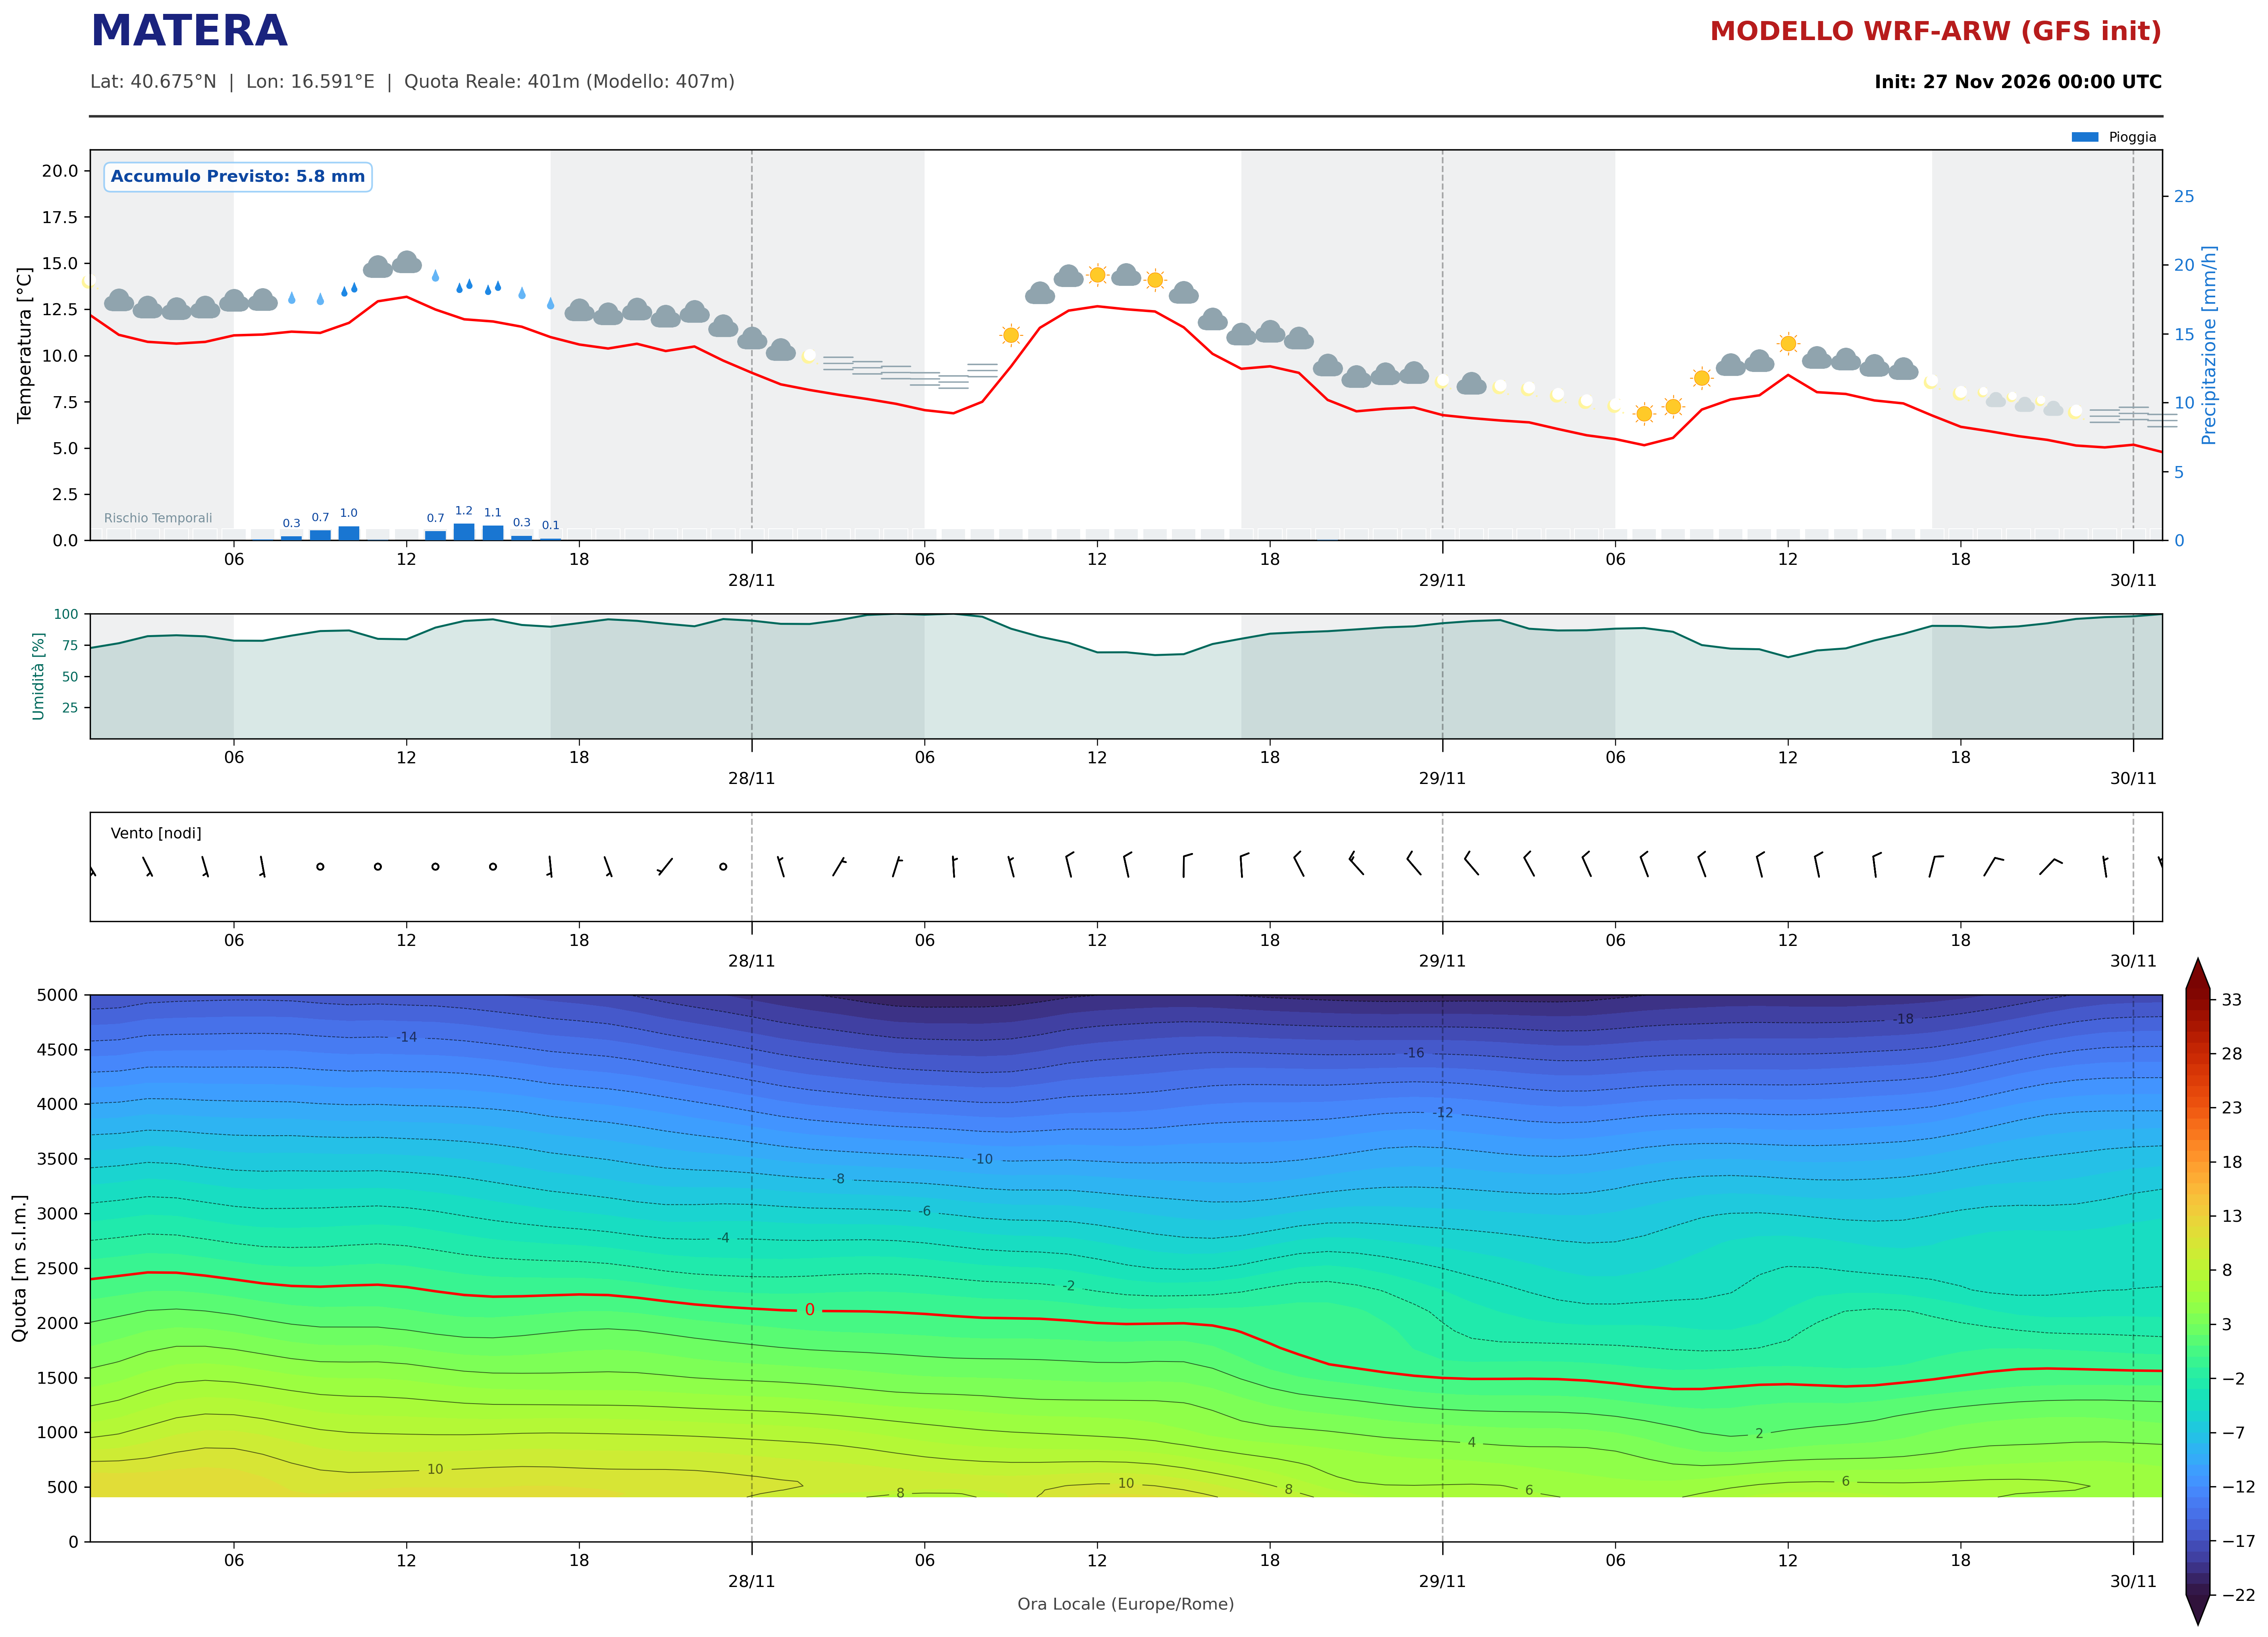 MATERA
MODELLO WRF-ARW (GFS init)
Lat: 40.675°N | Lon: 16.591°E | Quota Reale: 401m (Modello: 407m)
Init: 27 Nov 2026 00:00 UTC
Pioggia
Accumulo Previsto: 5.8 mm
Temperatura [°C]
20.0
17.5
15.0
12.5
10.0
7.5
5.0
2.5
0.0
Precipitazione [mm/h]
25
20
15
10
5
0
Rischio Temporali
0.3 0.7 1.0 0.7 1.2 1.1 0.3 0.1
06 12 18 06 12 18 06 12 18
28/11 29/11 30/11
Umidità [%]
100
75
50
25
06 12 18 06 12 18 06 12 18
28/11 29/11 30/11
Vento [nodi]
06 12 18 06 12 18 06 12 18
28/11 29/11 30/11
Quota [m s.l.m.]
5000
4500
4000
3500
3000
2500
2000
1500
1000
500
0
-18
-14
-16
-12
-10
-8
-6
-4
-2
0
2
4
10
10
8
8
6
6
33
28
23
18
13
8
3
−2
−7
−12
−17
−22
06 12 18 06 12 18 06 12 18
28/11 29/11 30/11
Ora Locale (Europe/Rome)